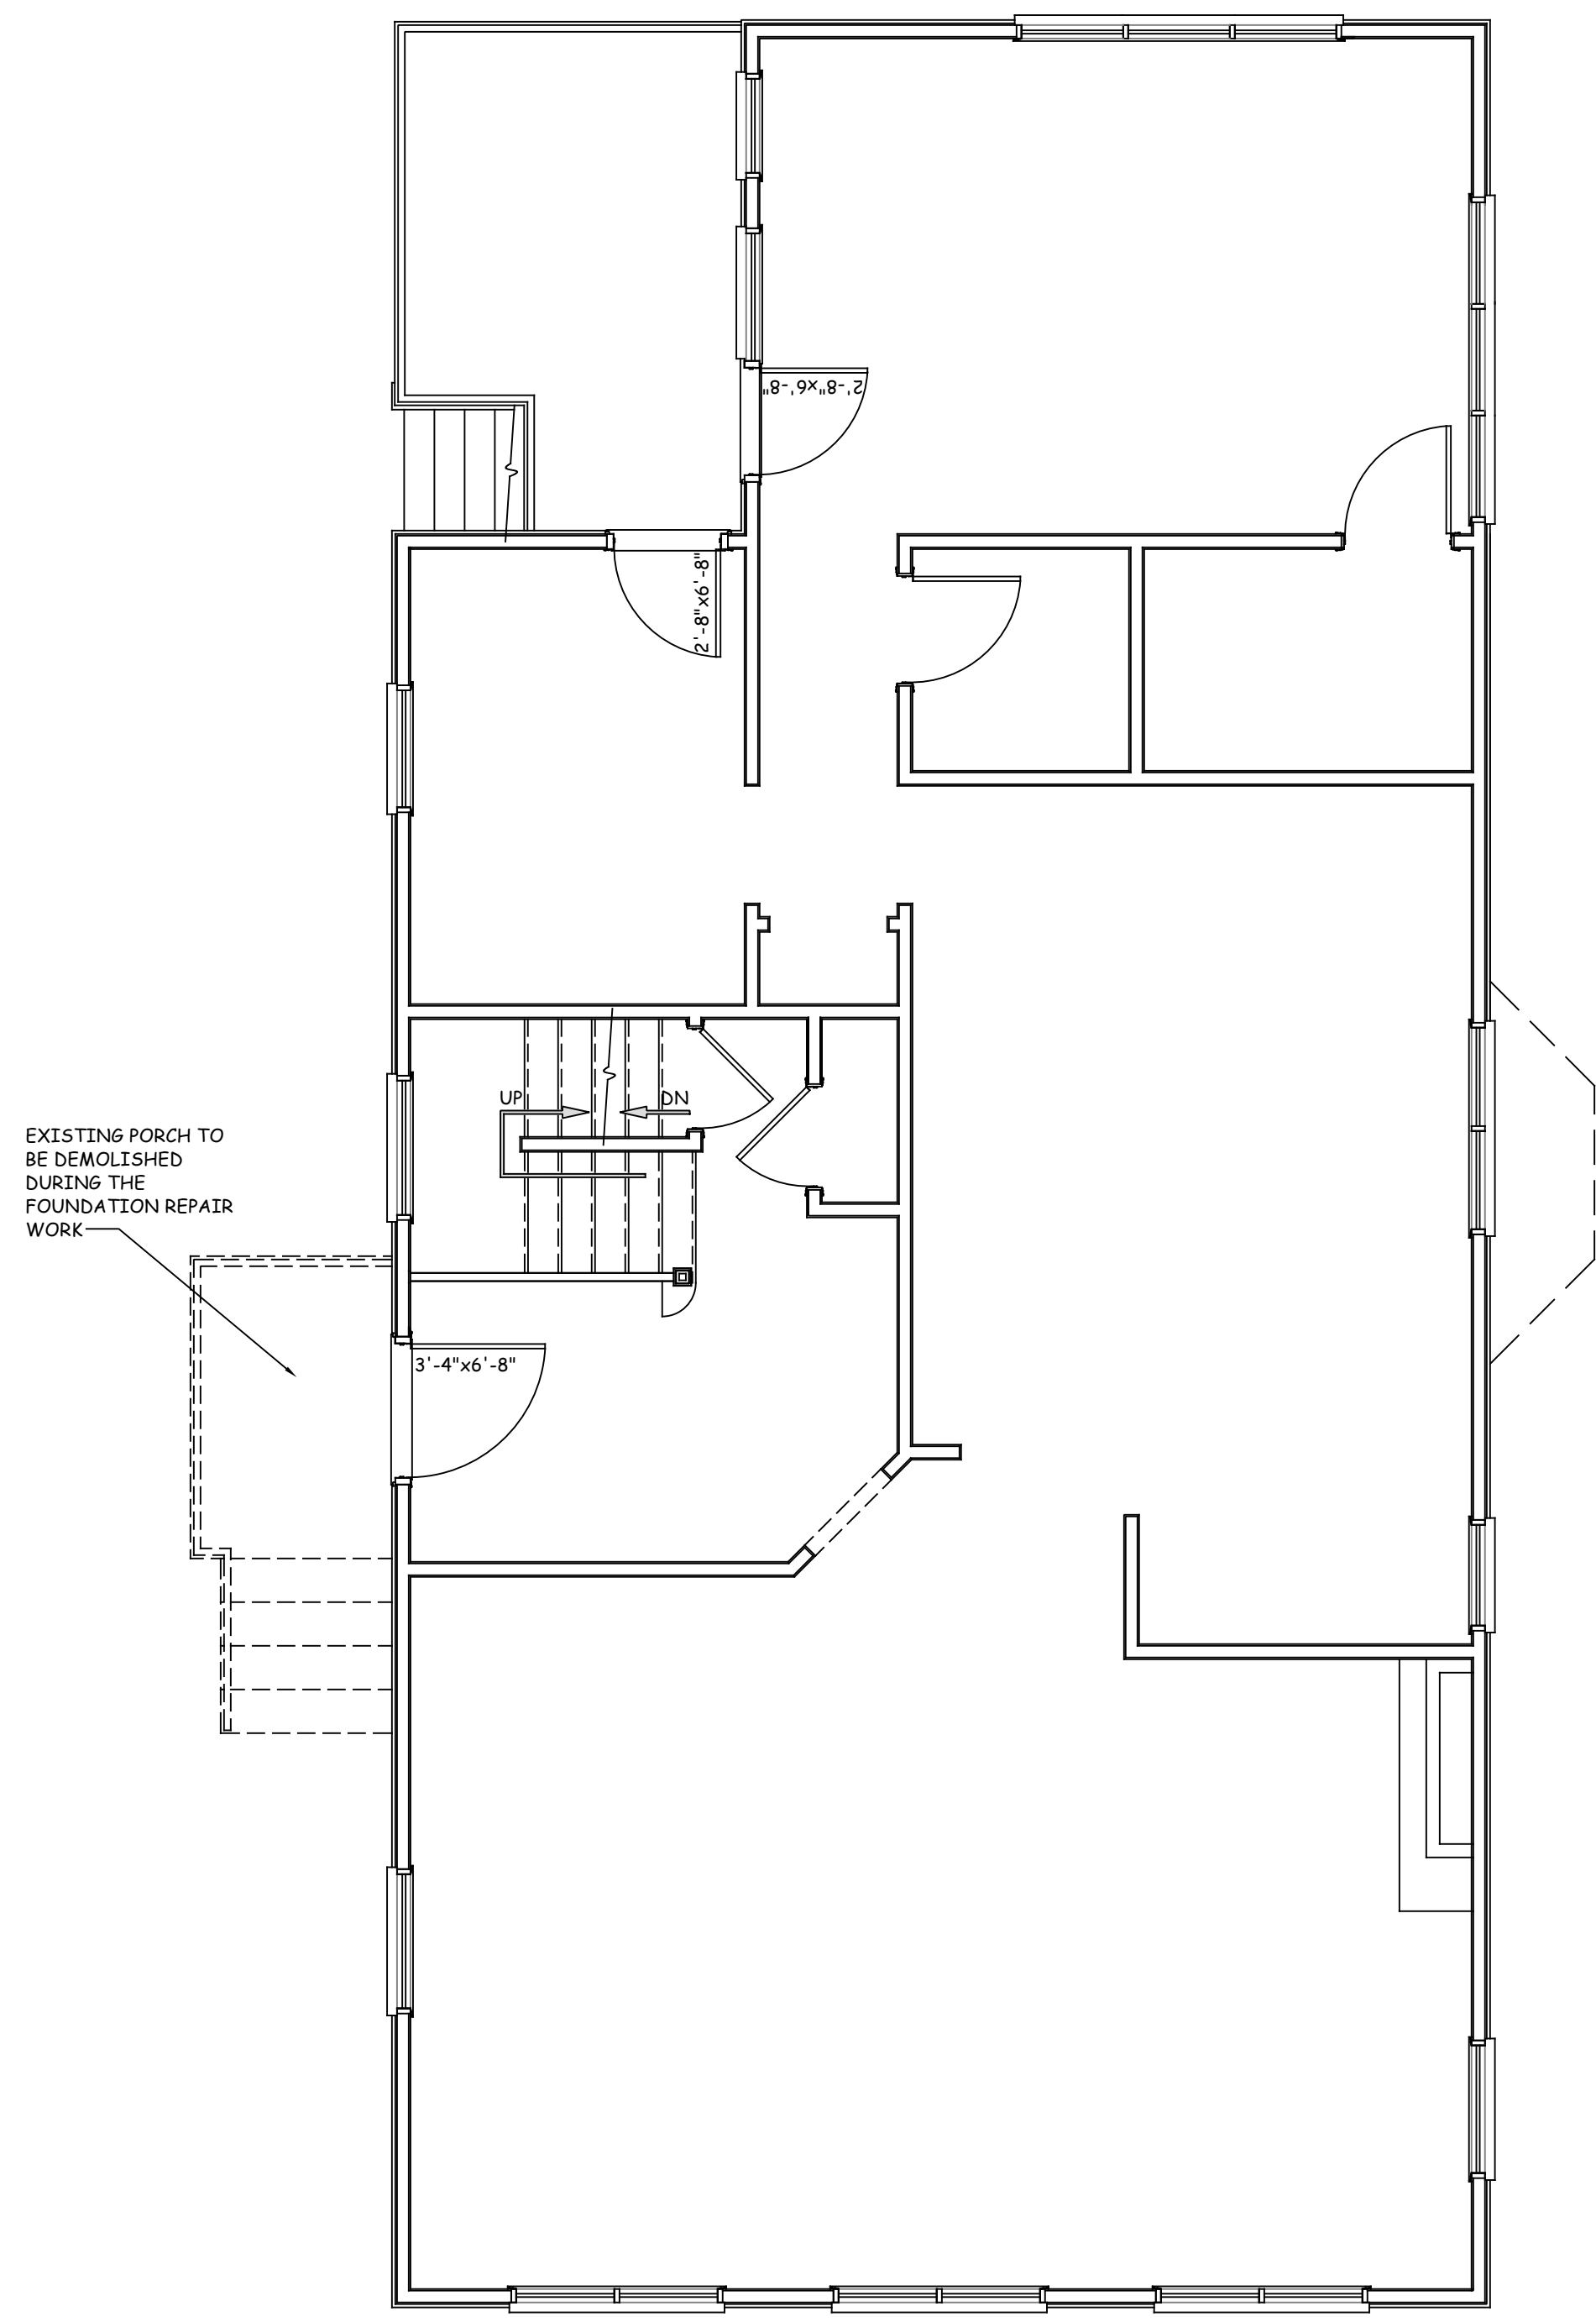 2'-8"x6'-8"
2'-8"x6'-8"
UP
DN
EXISTING PORCH TO
BE DEMOLISHED
DURING THE
FOUNDATION REPAIR
WORK
3'-4"x6'-8"